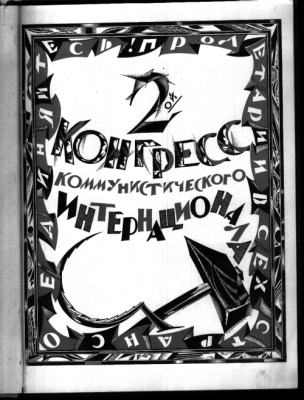 ПРОЛЕТАРИИ ВСЕХ СТРАН СОЕДИНЯЙТЕСЬ!
2ой
КОНГРЕСС
КОММУНИСТИЧЕСКОГО
ИНТЕРНАЦИОНАЛА